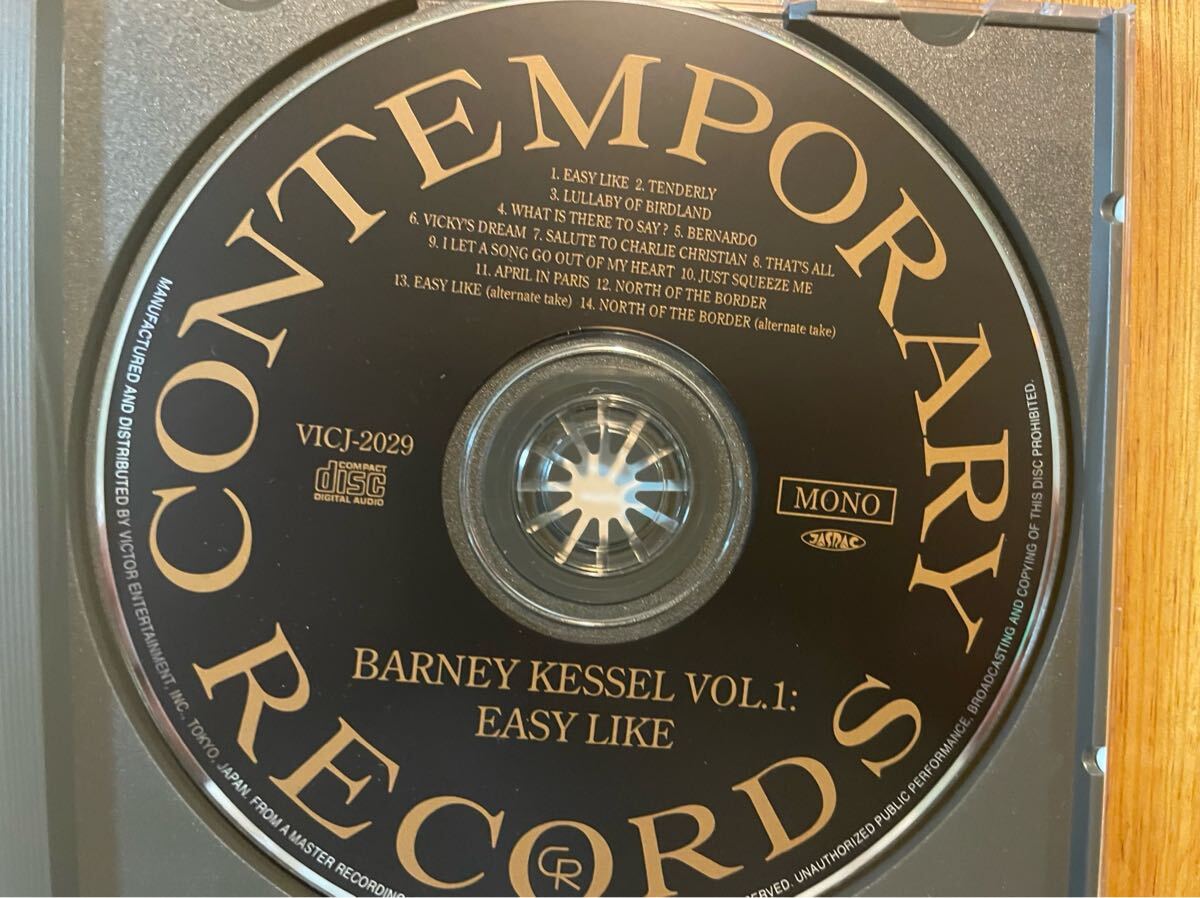 CONTEMPORARY
1. EASY LIKE 2. TENDERLY
3. LULLABY OF BIRDLAND
4. WHAT IS THERE TO SAY? 5. BERNARDO
6. VICKY'S DREAM 7. SALUTE TO CHARLIE CHRISTIAN 8. THAT'S ALL
9. I LET A SONG GO OUT OF MY HEART 10. JUST SQUEEZE ME
11. APRIL IN PARIS 12. NORTH OF THE BORDER
13. EASY LIKE (alternate take) 14. NORTH OF THE BORDER (alternate take)
VICJ-2029
COMPACT
disc
DIGITAL AUDIO
MONO
JASRAC
BARNEY KESSEL VOL.1:
EASY LIKE
RECORDS
CR
MANUFACTURED AND DISTRIBUTED BY VICTOR ENTERTAINMENT, INC., TOKYO, JAPAN. FROM A MASTER RECORDING
UNAUTHORIZED PUBLIC PERFORMANCE, BROADCASTING AND COPYING OF THIS DISC PROHIBITED.